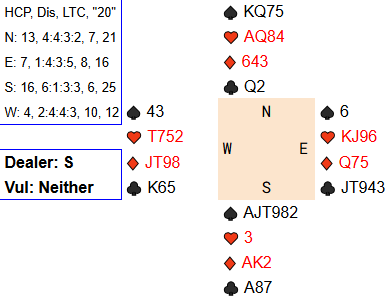 HCP, Dis, LTC, "20"
N: 13, 4:4:3:2, 7, 21
E: 7, 1:4:3:5, 8, 16
S: 16, 6:1:3:3, 6, 25
W: 4, 2:4:4:3, 10, 12
Dealer: S
Vul: Neither
♠ KQ75
♥ AQ84
♦ 643
♣ Q2
♠ 43
♥ T752
♦ JT98
♣ K65
N
W E
S
♠ 6
♥ KJ96
♦ Q75
♣ JT943
♠ AJT982
♥ 3
♦ AK2
♣ A87